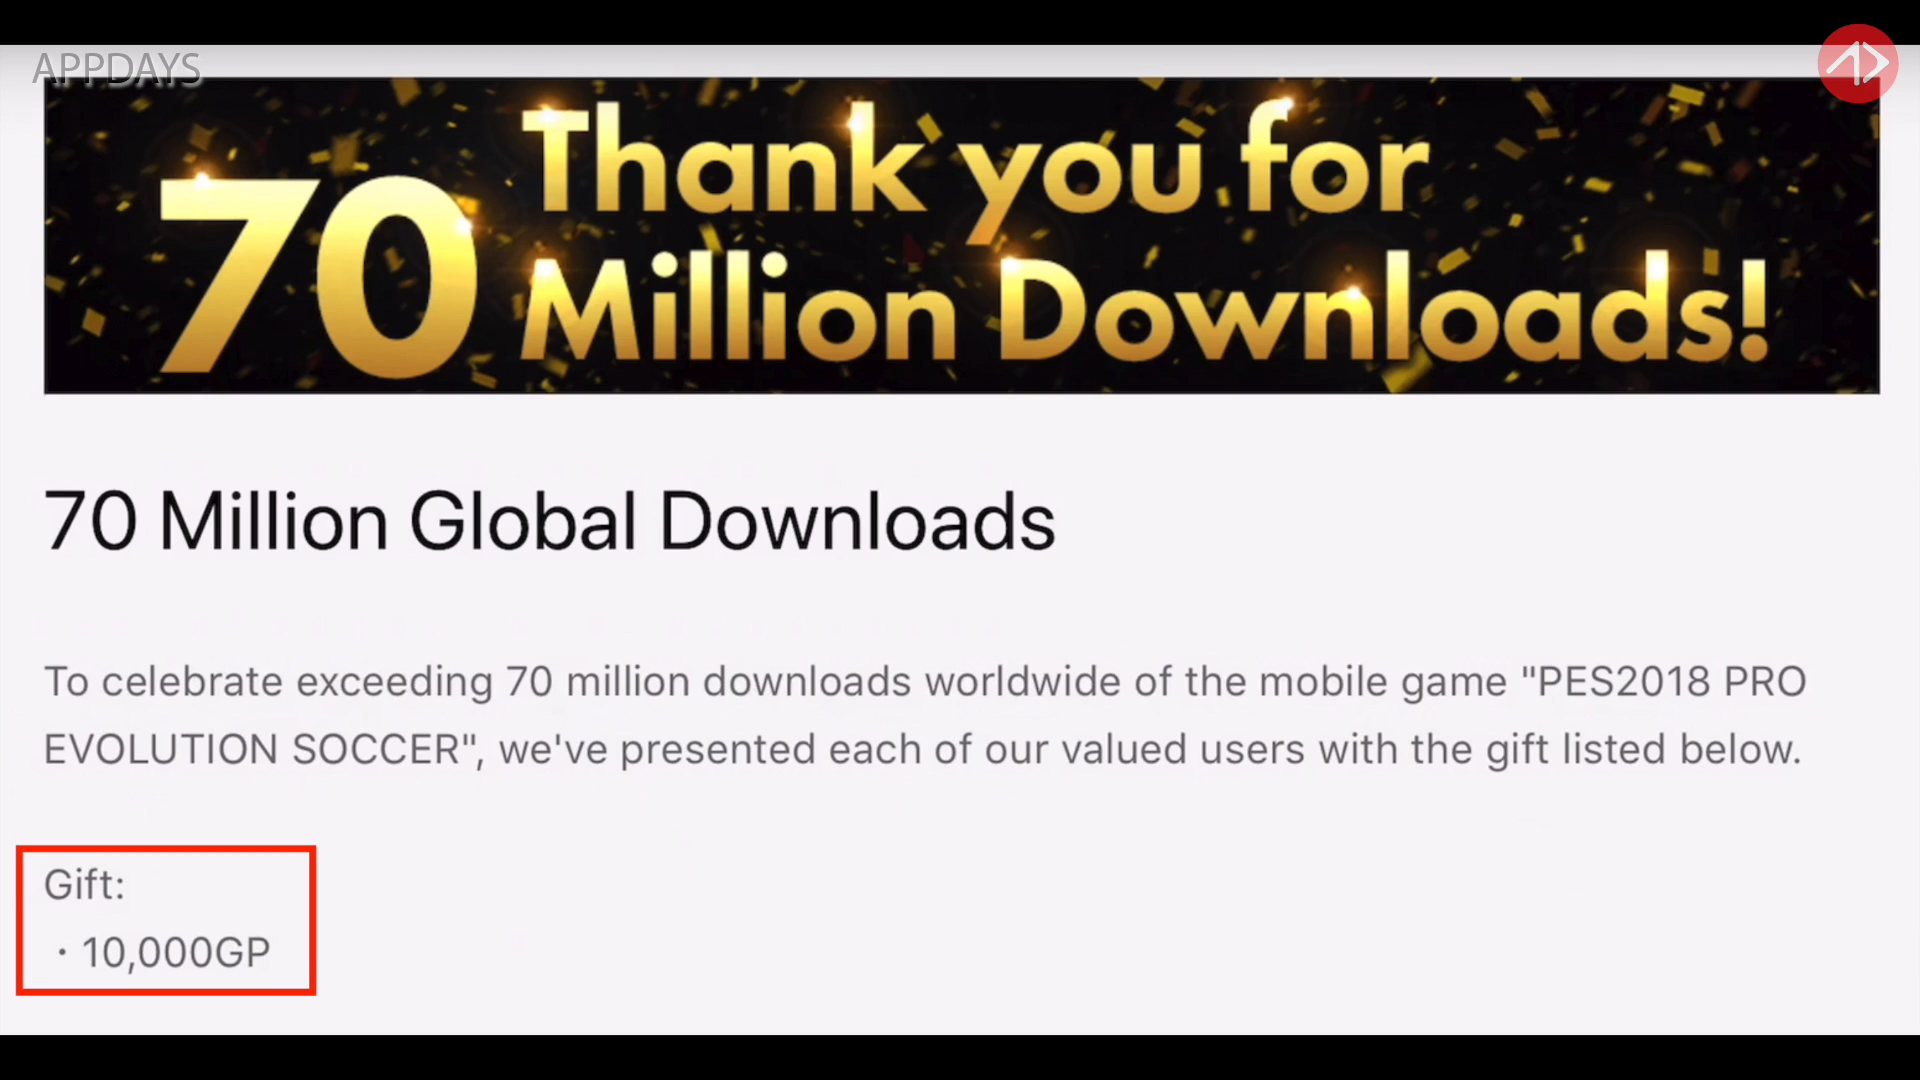 APPDAYS
Thank you for
70 Million Downloads!
70 Million Global Downloads
To celebrate exceeding 70 million downloads worldwide of the mobile game "PES2018 PRO
EVOLUTION SOCCER", we've presented each of our valued users with the gift listed below.
Gift:
・10,000GP